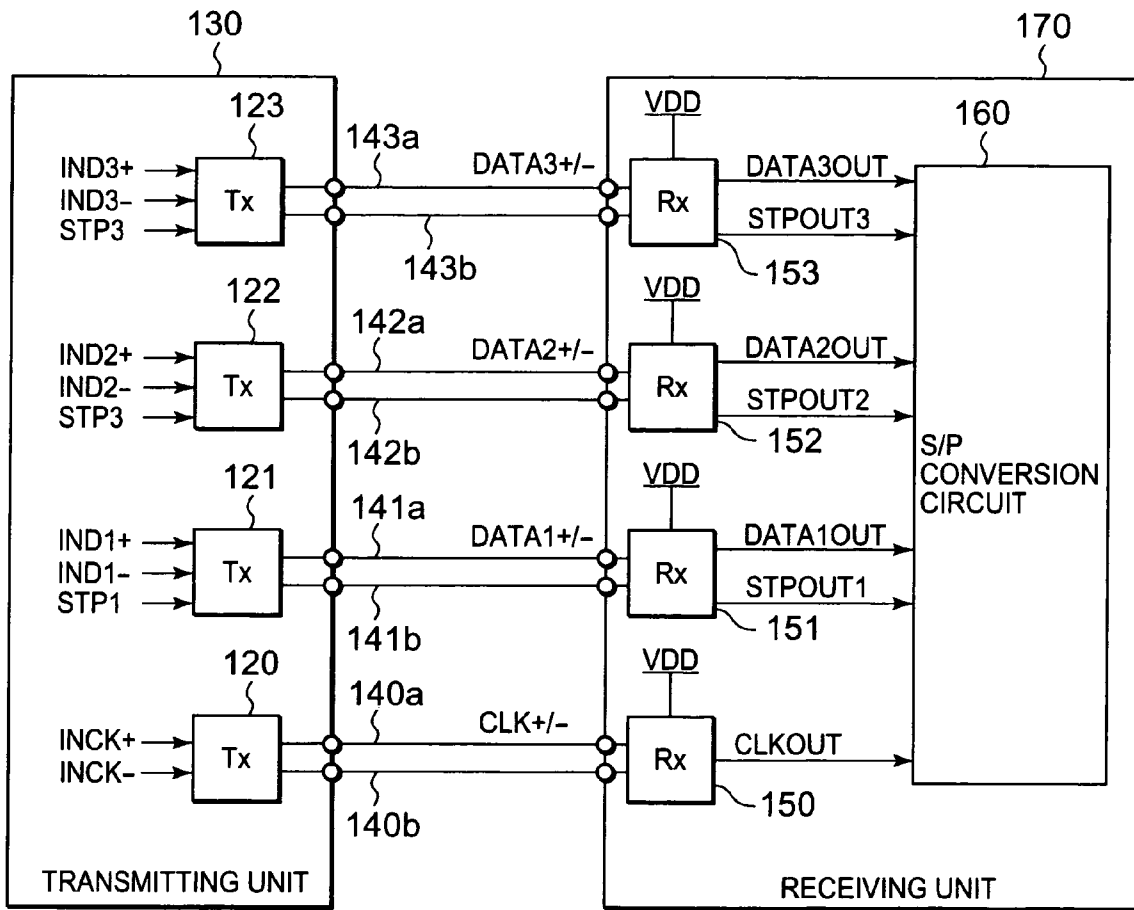 130
170
123
143a
DATA3+/−
VDD
160
IND3+
IND3−
STP3
Tx
Rx
DATA3OUT
STPOUT3
143b
153
122
142a
DATA2+/−
VDD
IND2+
IND2−
STP3
Tx
Rx
DATA2OUT
STPOUT2
142b
152
S/P
CONVERSION
CIRCUIT
121
141a
DATA1+/−
VDD
IND1+
IND1−
STP1
Tx
Rx
DATA1OUT
STPOUT1
141b
151
120
140a
CLK+/−
VDD
INCK+
INCK−
Tx
Rx
CLKOUT
140b
150
TRANSMITTING UNIT
RECEIVING UNIT